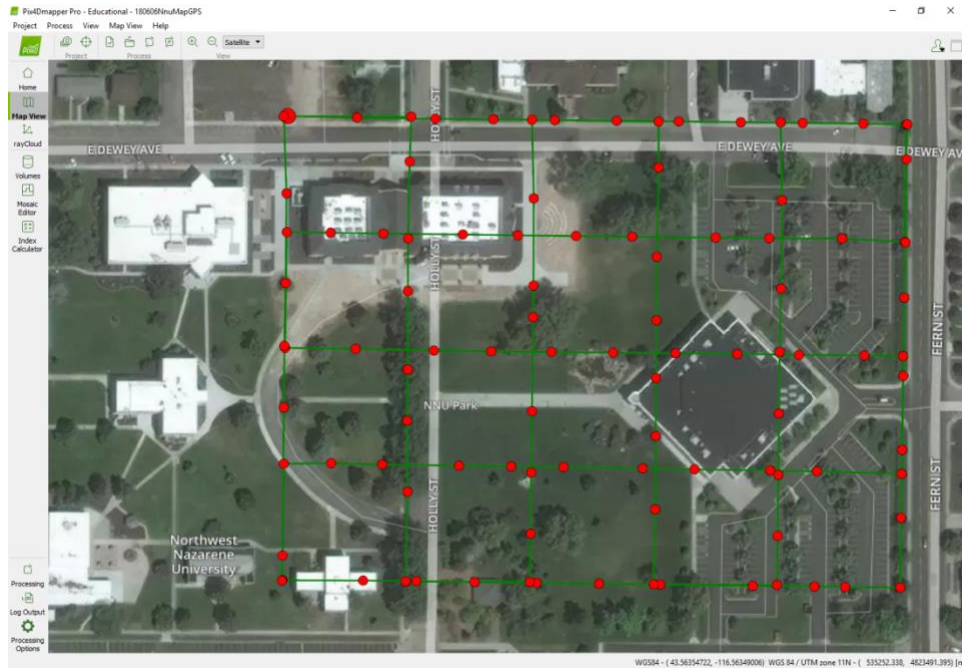 Pix4Dmapper Pro - Educational - 180606NnuMapGPS
Project Process View Map View Help
Satellite
Project Process View
Home
Map View
rayCloud
Volumes
Mosaic
Editor
Index
Calculator
Processing
Log Output
Processing
Options
HOLLY ST
E DEWEY AVE
E DEWEY AVE
E DEWEY AV
HOLLY ST
FERN ST
NNU Park
HOLLY ST
FERN ST
Northwest
Nazarene
University
WGS84 - ( 43.56354722, -116.56349006) WGS 84 / UTM zone 11N - ( 535252.338, 4823491.395) [m